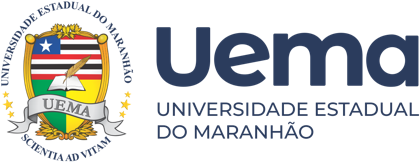 UNIVERSIDADE ESTADUAL DO MARANHÃO
UEMA
SCIENTIA AD VITAM
Uema
UNIVERSIDADE ESTADUAL
DO MARANHÃO